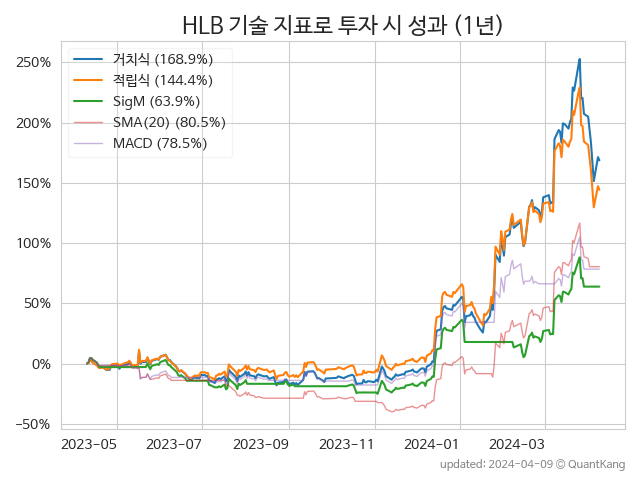 HLB 기술 지표로 투자 시 성과 (1년)
거치식 (168.9%)
적립식 (144.4%)
SigM (63.9%)
SMA(20) (80.5%)
MACD (78.5%)
250%
200%
150%
100%
50%
0%
−50%
2023-05 2023-07 2023-09 2023-11 2024-01 2024-03
updated: 2024-04-09 © QuantKang